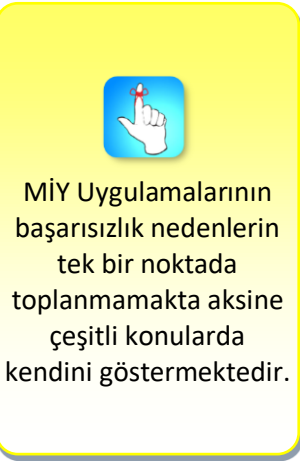 MİY Uygulamalarının
başarısızlık nedenlerin
tek bir noktada
toplanmamakta aksine
çeşitli konularda
kendini göstermektedir.